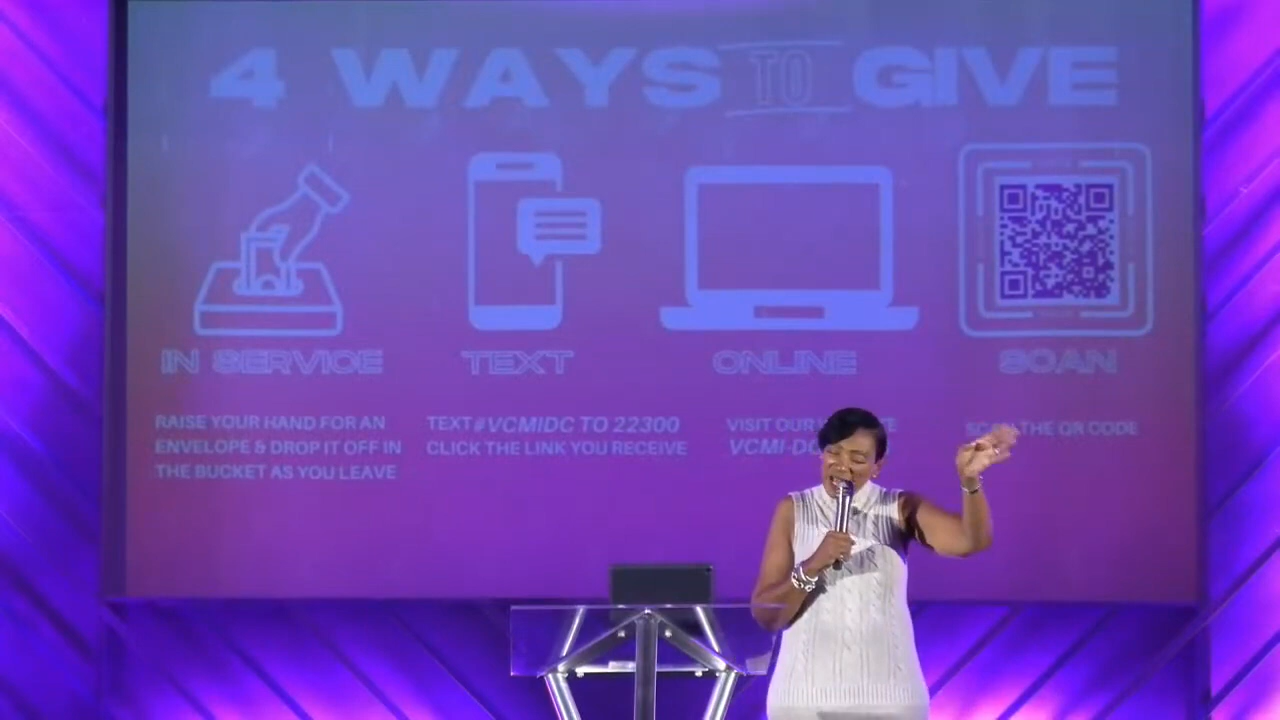 4 WAYS TO GIVE
IN SERVICE
RAISE YOUR HAND FOR AN
ENVELOPE & DROP IT OFF IN
THE BUCKET AS YOU LEAVE
TEXT
TEXT #VCMIDC TO 22300
CLICK THE LINK YOU RECEIVE
ONLINE
VISIT OUR
VCMI-DC
SCAN
THE QR CODE